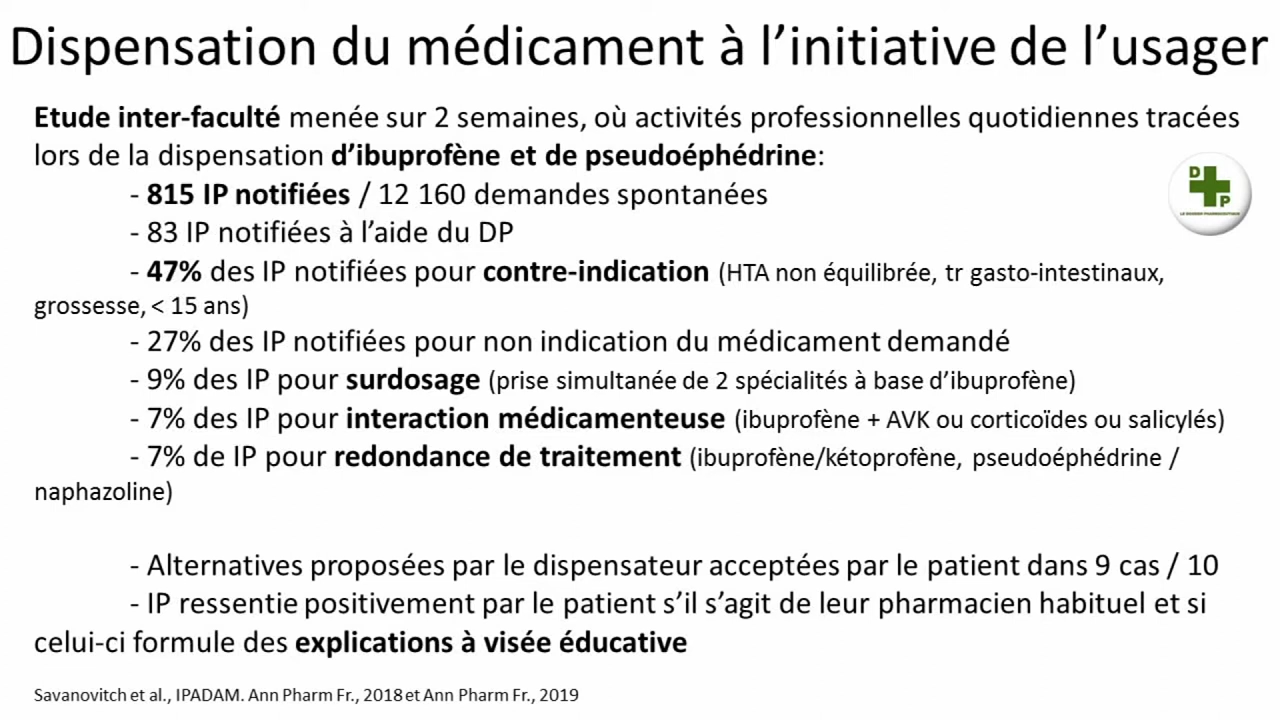 Dispensation du médicament à l’initiative de l’usager
Etude inter-faculté menée sur 2 semaines, où activités professionnelles quotidiennes tracées
lors de la dispensation d’ibuprofène et de pseudoéphédrine:
- 815 IP notifiées / 12 160 demandes spontanées
D
P
LE DOSSIER PHARMACEUTIQUE
- 83 IP notifiées à l’aide du DP
- 47% des IP notifiées pour contre-indication (HTA non équilibrée, tr gasto-intestinaux,
grossesse, < 15 ans)
- 27% des IP notifiées pour non indication du médicament demandé
- 9% des IP pour surdosage (prise simultanée de 2 spécialités à base d’ibuprofène)
- 7% des IP pour interaction médicamenteuse (ibuprofène + AVK ou corticoïdes ou salicylés)
- 7% de IP pour redondance de traitement (ibuprofène/kétoprofène, pseudoéphédrine /
naphazoline)
- Alternatives proposées par le dispensateur acceptées par le patient dans 9 cas / 10
- IP ressentie positivement par le patient s’il s’agit de leur pharmacien habituel et si
celui-ci formule des explications à visée éducative
Savanovitch et al., IPADAM. Ann Pharm Fr., 2018 et Ann Pharm Fr., 2019